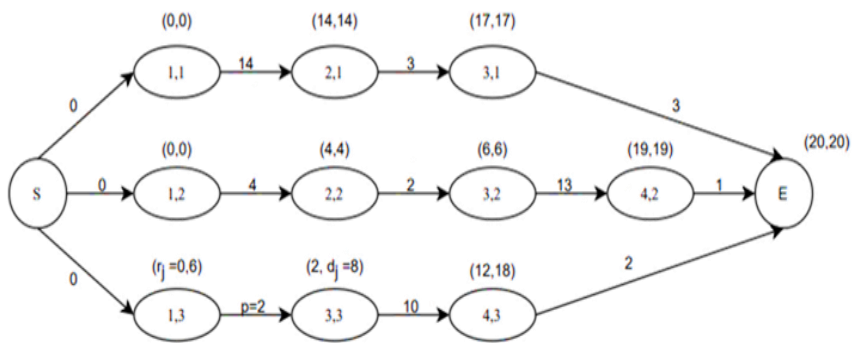 (0,0) (14,14) (17,17)
1,1 14 2,1 3 3,1
0 3
(20,20)
(0,0) (4,4) (6,6) (19,19)
S 0 1,2 4 2,2 2 3,2 13 4,2 1 E
0 2
(rj =0,6) (2, dj =8) (12,18)
1,3 p=2 3,3 10 4,3